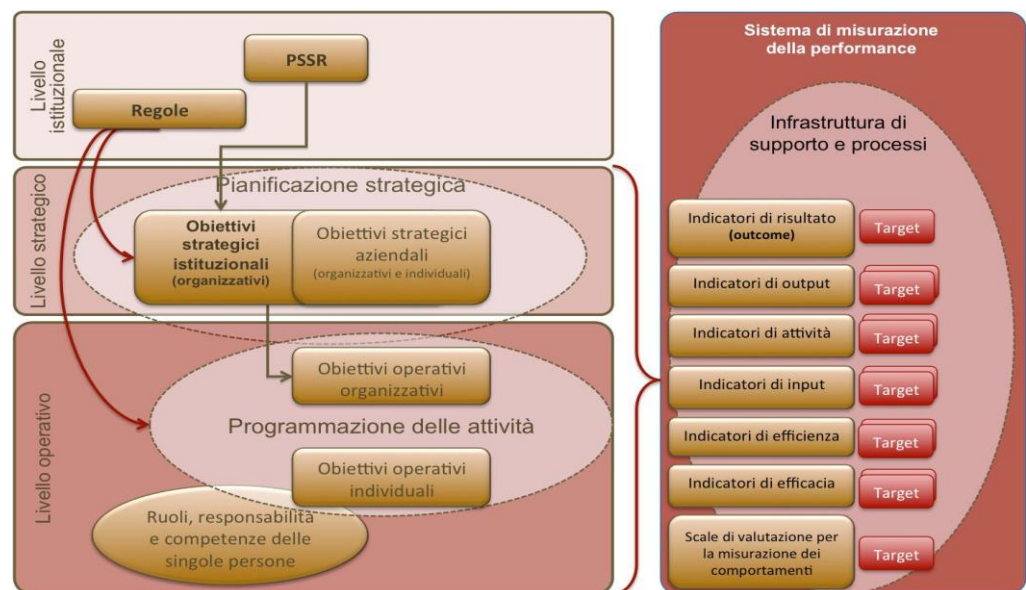 Livello
istituzionale
PSSR
Regole
Livello strategico
Pianificazione strategica
Obiettivi
strategici
istituzionali
(organizzativi)
Obiettivi strategici
aziendali
(organizzativi e individuali)
Livello operativo
Obiettivi operativi
organizzativi
Programmazione delle attività
Obiettivi operativi
individuali
Ruoli, responsabilità
e competenze delle
singole persone
Sistema di misurazione
della performance
Infrastruttura di
supporto e processi
Indicatori di risultato
(outcome)
Target
Indicatori di output
Target
Indicatori di attività
Target
Indicatori di input
Target
Indicatori di efficienza
Target
Indicatori di efficacia
Target
Scale di valutazione per
la misurazione dei
comportamenti
Target